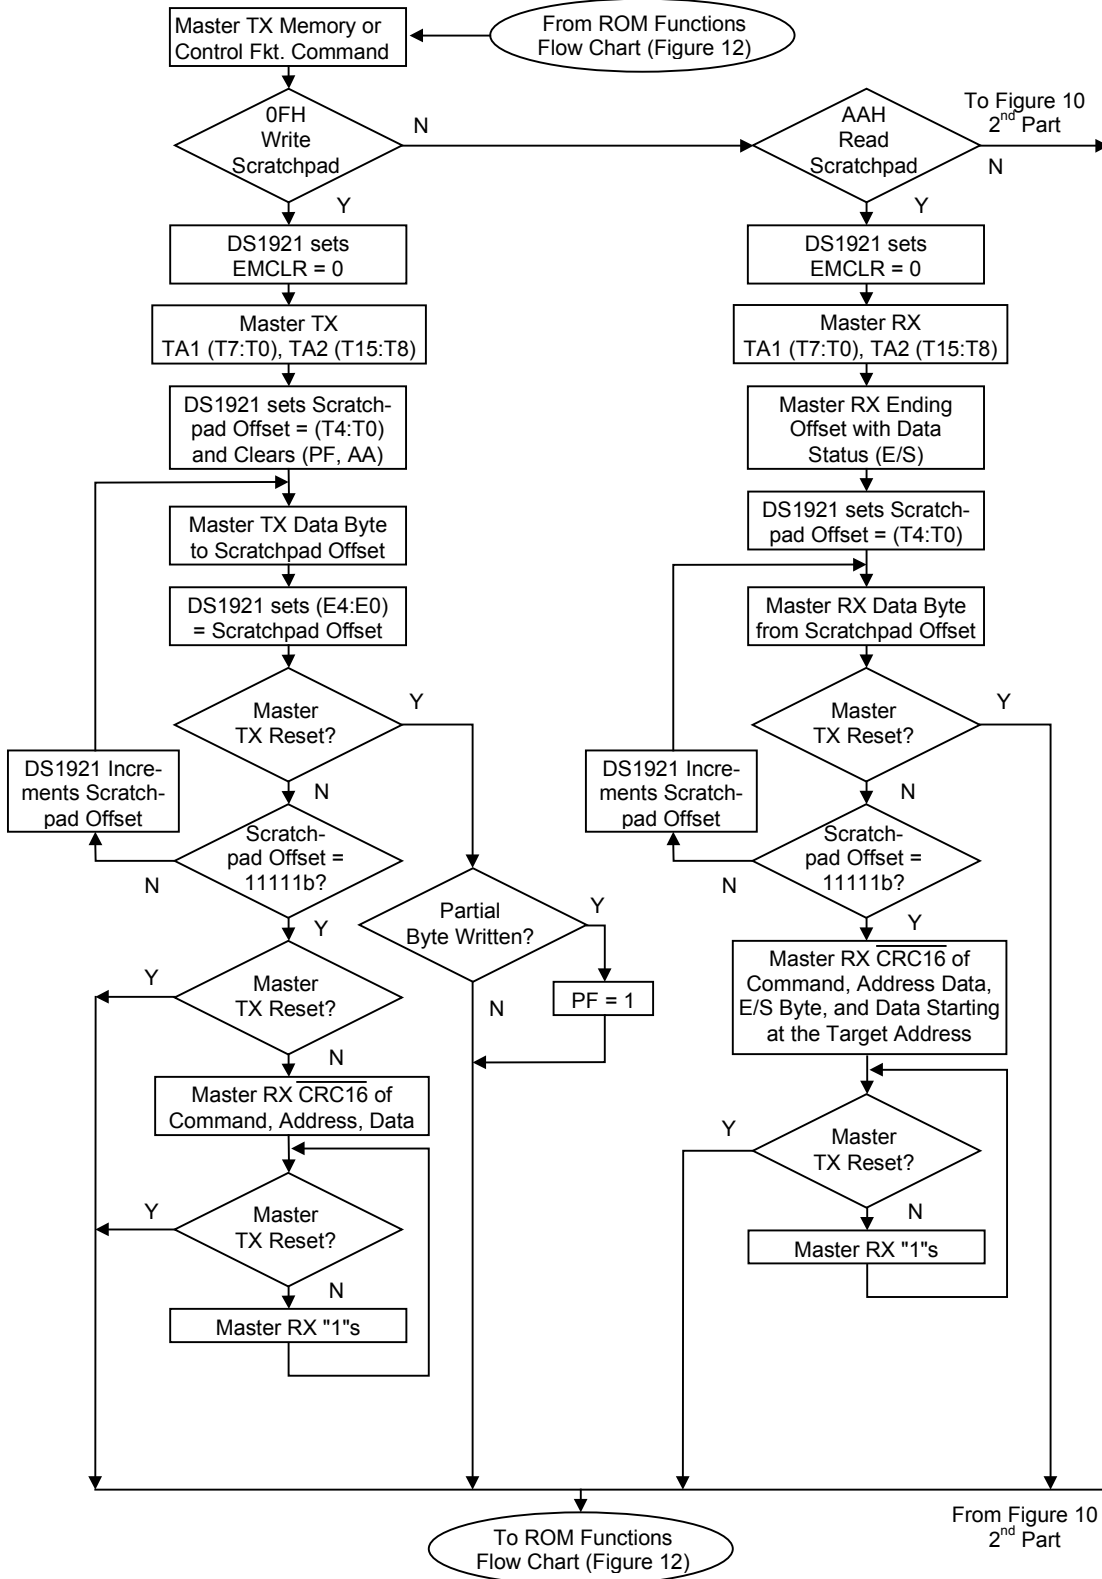 Master TX Memory or
Control Fkt. Command
From ROM Functions
Flow Chart (Figure 12)
0FH
Write
Scratchpad
N
Y
AAH
Read
Scratchpad
To Figure 10
2nd Part
N
Y
DS1921 sets
EMCLR = 0
Master TX
TA1 (T7:T0), TA2 (T15:T8)
DS1921 sets Scratch-
pad Offset = (T4:T0)
and Clears (PF, AA)
Master TX Data Byte
to Scratchpad Offset
DS1921 sets (E4:E0)
= Scratchpad Offset
Master
TX Reset?
Y
N
DS1921 Incre-
ments Scratch-
pad Offset
Scratch-
pad Offset =
11111b?
N
Y
Partial
Byte Written?
Y
N
PF = 1
Master
TX Reset?
Y
N
Master RX CRC16 of
Command, Address, Data
Master
TX Reset?
Y
N
Master RX "1"s
DS1921 sets
EMCLR = 0
Master RX
TA1 (T7:T0), TA2 (T15:T8)
Master RX Ending
Offset with Data
Status (E/S)
DS1921 sets Scratch-
pad Offset = (T4:T0)
Master RX Data Byte
from Scratchpad Offset
Master
TX Reset?
Y
N
DS1921 Incre-
ments Scratch-
pad Offset
Scratch-
pad Offset =
11111b?
N
Y
Master RX CRC16 of
Command, Address Data,
E/S Byte, and Data Starting
at the Target Address
Master
TX Reset?
Y
N
Master RX "1"s
To ROM Functions
Flow Chart (Figure 12)
From Figure 10
2nd Part